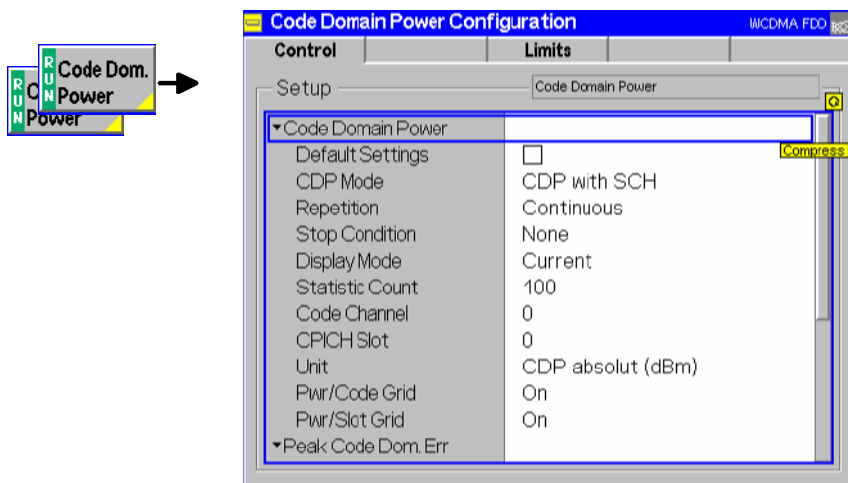 Code Domain Power Configuration
WCDMA FDD
Control
Limits
RUN Code Dom. Power
RUN C
Power
Setup
Code Domain Power
Code Domain Power
Compress
Default Settings
CDP Mode CDP with SCH
Repetition Continuous
Stop Condition None
Display Mode Current
Statistic Count 100
Code Channel 0
CPICH Slot 0
Unit CDP absolut (dBm)
Pwr/Code Grid On
Pwr/Slot Grid On
Peak Code Dom. Err